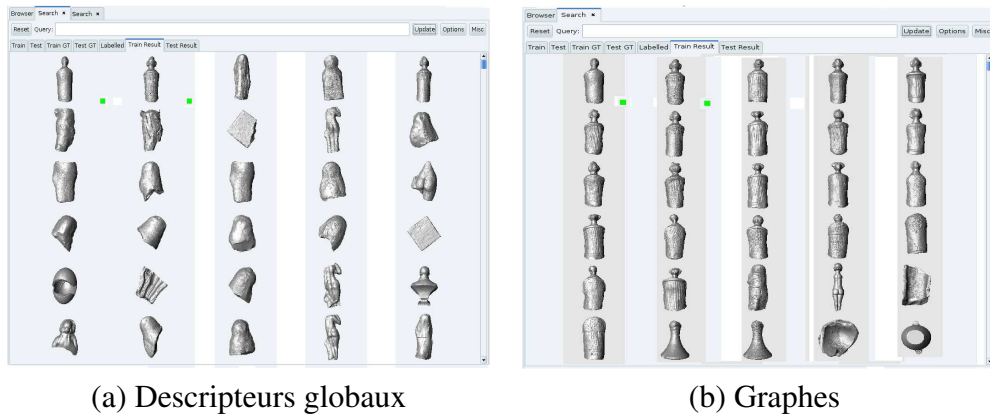 Browser Search × Search ×
Reset Query: Update Options Misc
Train Test Train GT Test GT Labelled Train Result Test Result
(a) Descripteurs globaux
Browser Search ×
Reset Query: Update Options Misc
Train Test Train GT Test GT Labelled Train Result Test Result
(b) Graphes